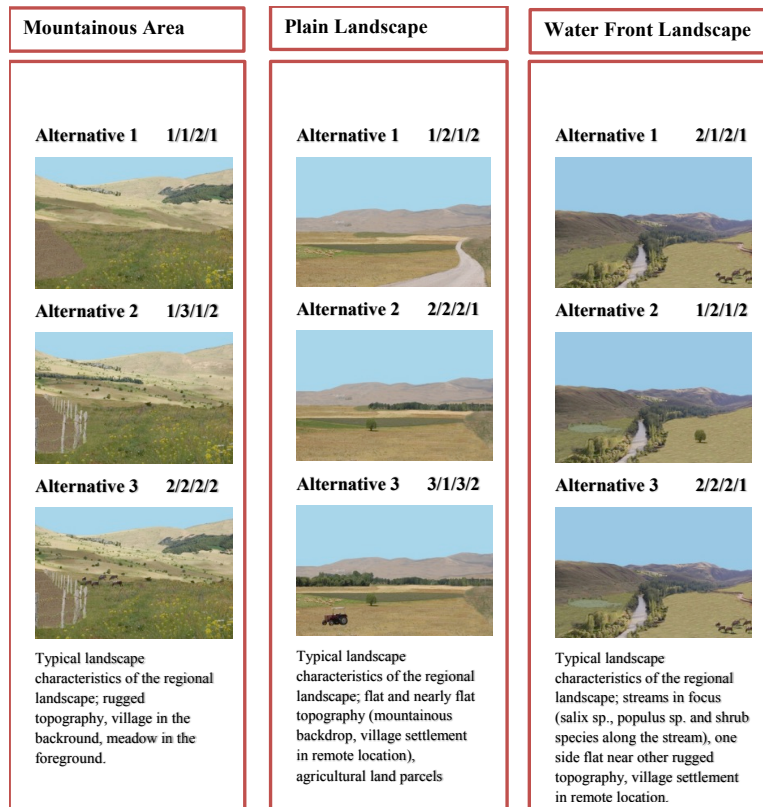 Mountainous Area
Alternative 1 1/1/2/1
Alternative 2 1/3/1/2
Alternative 3 2/2/2/2
Typical landscape
characteristics of the regional
landscape; rugged
topography, village in the
backround, meadow in the
foreground.
Plain Landscape
Alternative 1 1/2/1/2
Alternative 2 2/2/2/1
Alternative 3 3/1/3/2
Typical landscape
characteristics of the regional
landscape; flat and nearly flat
topography (mountainous
backdrop, village settlement
in remote location),
agricultural land parcels
Water Front Landscape
Alternative 1 2/1/2/1
Alternative 2 1/2/1/2
Alternative 3 2/2/2/1
Typical landscape
characteristics of the regional
landscape; streams in focus
(salix sp., populus sp. and shrub
species along the stream), one
side flat near other rugged
topography, village settlement
in remote location.